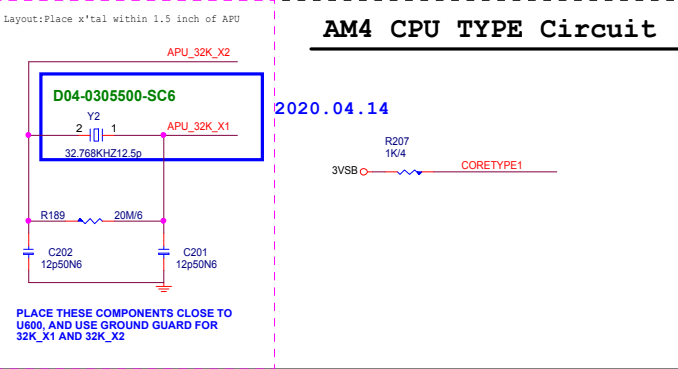 Layout:Place x'tal within 1.5 inch of APU
AM4 CPU TYPE Circuit
APU_32K_X2
D04-0305500-SC6
2020.04.14
Y2
2 1
APU_32K_X1
32.768KHZ12.5p
R207
1K/4
3VSB
CORETYPE1
R189 20M/6
C202
12p50N6
C201
12p50N6
PLACE THESE COMPONENTS CLOSE TO
U600, AND USE GROUND GUARD FOR
32K_X1 AND 32K_X2